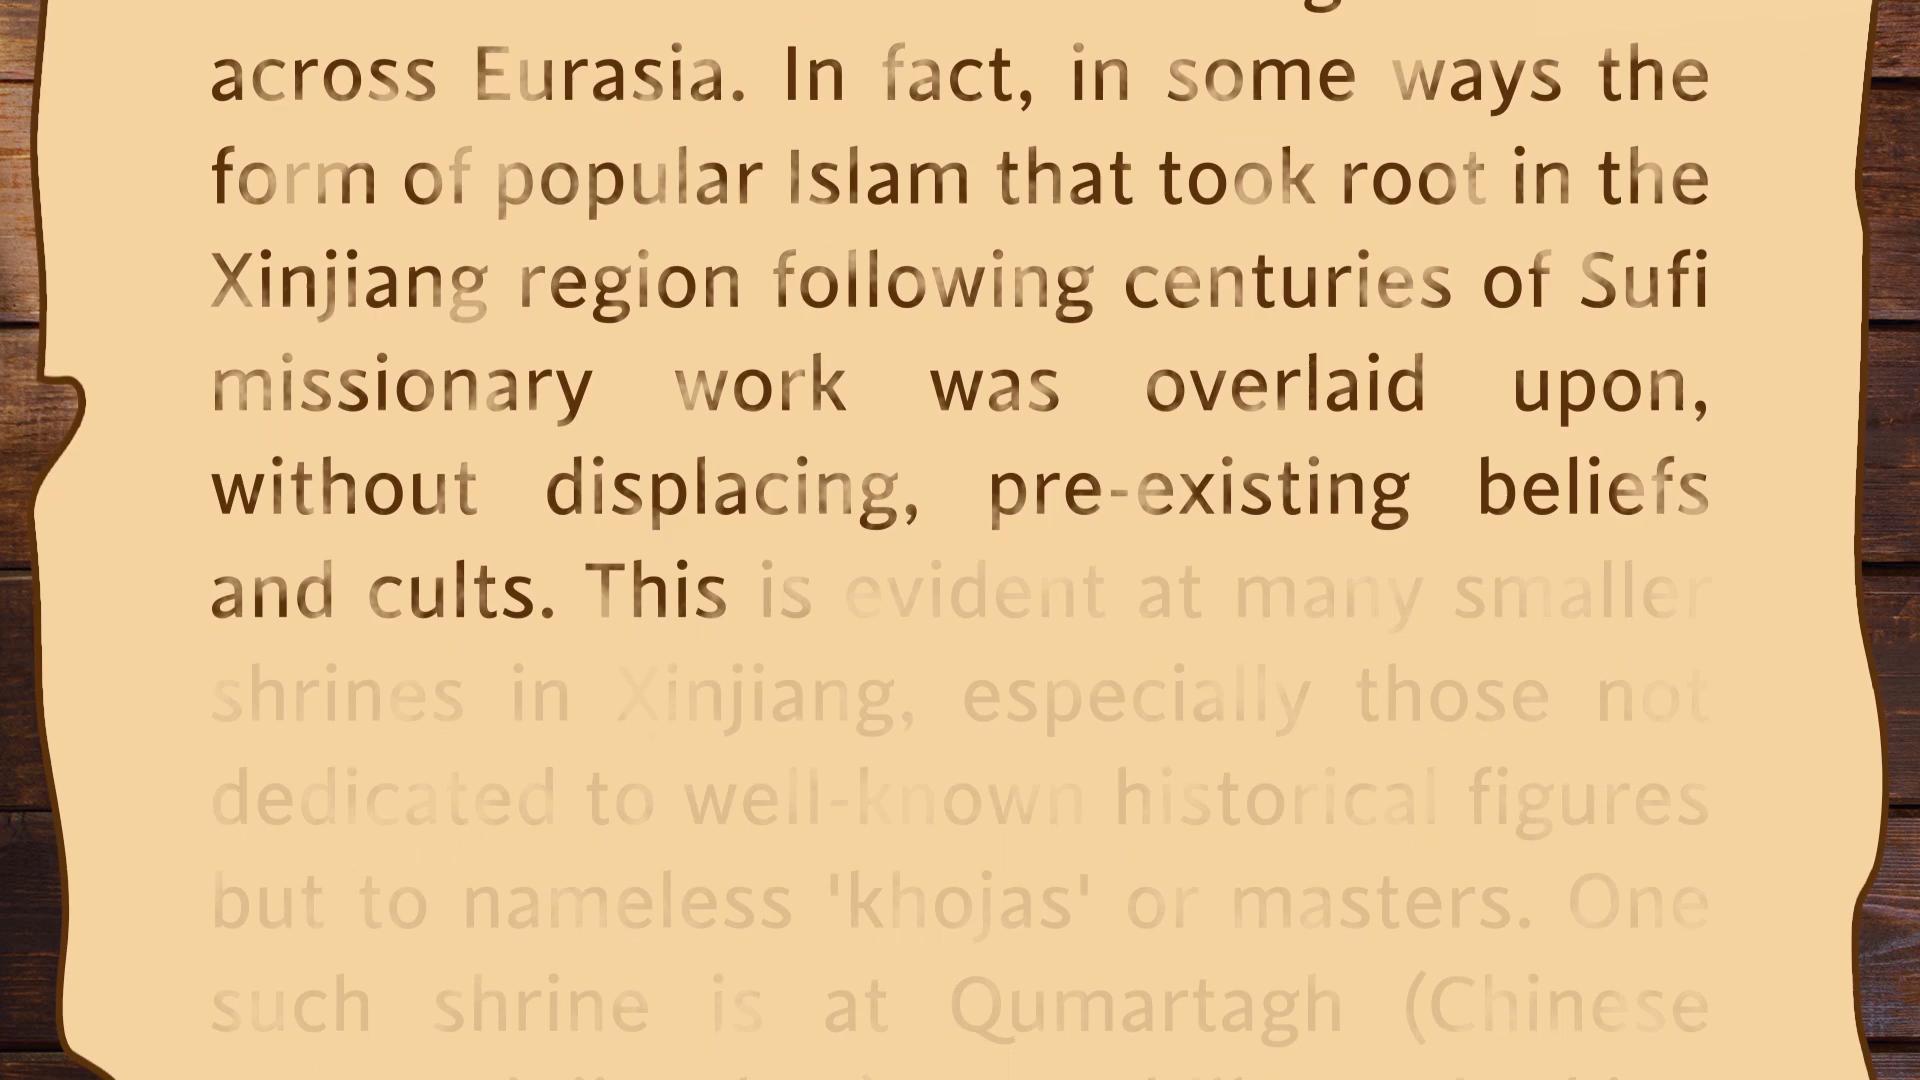 across Eurasia. In fact, in some ways the
form of popular Islam that took root in the
Xinjiang region following centuries of Sufi
missionary work was overlaid upon,
without displacing, pre-existing beliefs
and cults. This is evident at many smaller
shrines in Xinjiang, especially those not
dedicated to well-known historical figures
but to nameless 'khojas' or masters. One
such shrine is at Qumartagh (Chinese